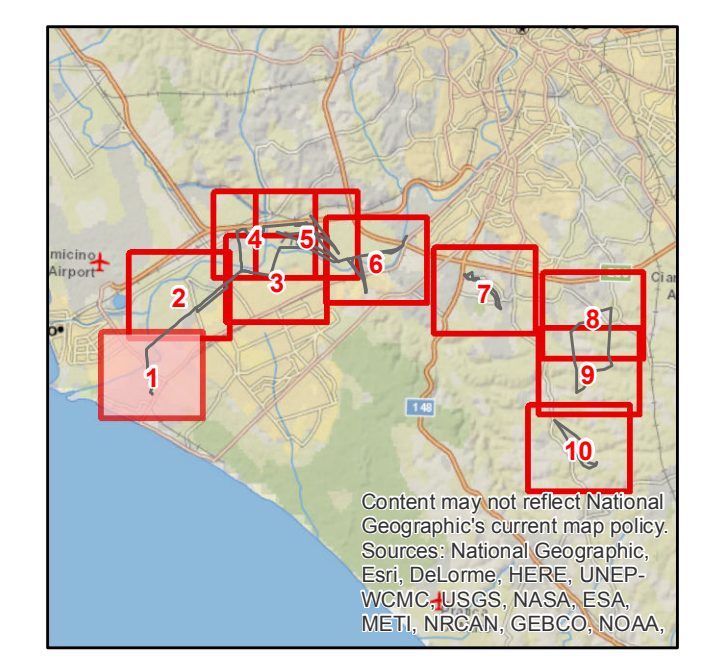 micino
Airport
4
5
6
2
3
7
Cian
A
8
1
9
148
10
Content may not reflect National
Geographic's current map policy.
Sources: National Geographic,
Esri, DeLorme, HERE, UNEP-
WCMC, USGS, NASA, ESA,
METI, NRCAN, GEBCO, NOAA,